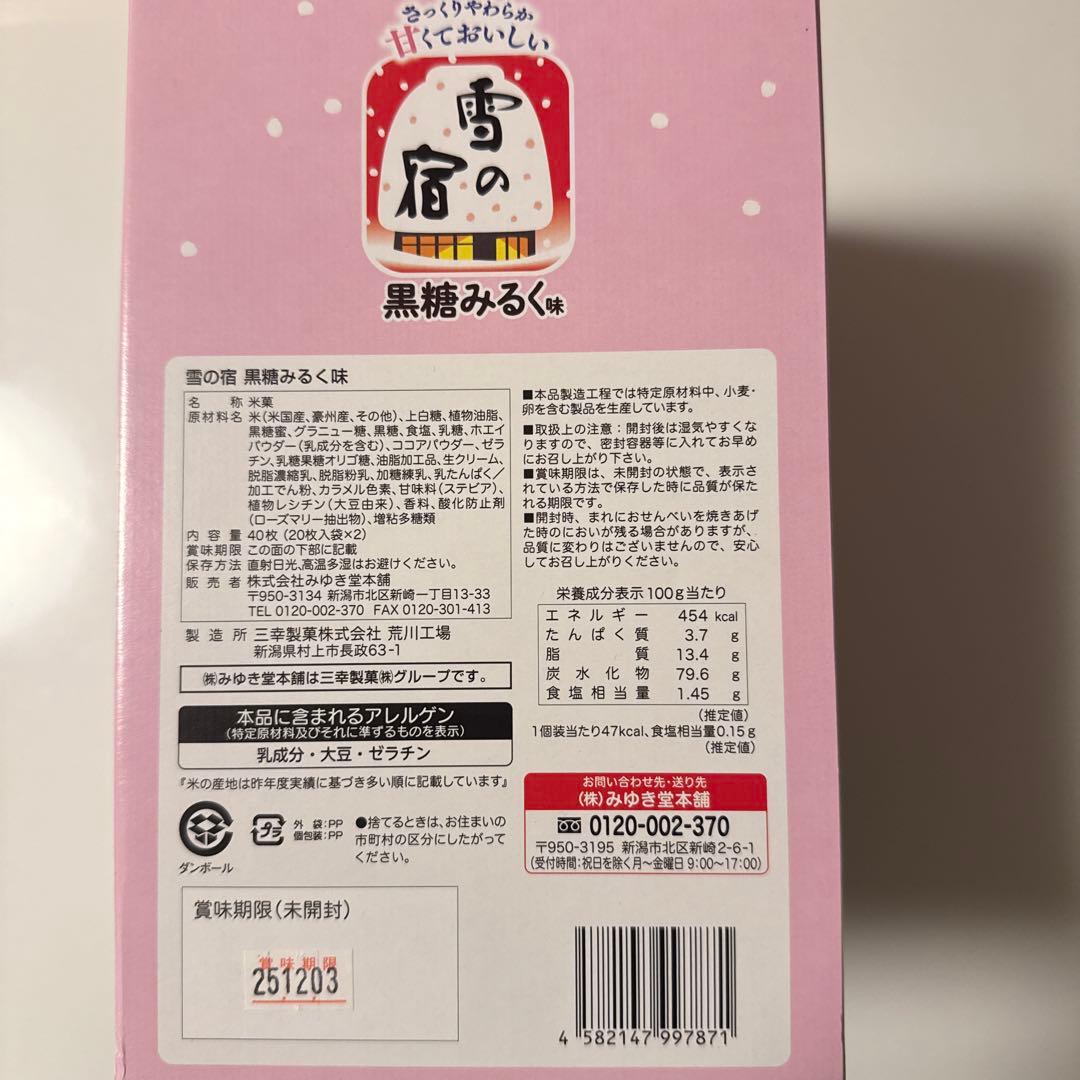 さっくりやわらか
甘くておいしい
雪の宿
黒糖みるく味
雪の宿 黒糖みるく味
名称 米菓
原材料名 米(米国産、豪州産、その他)、上白糖、植物油脂、
黒糖蜜、グラニュー糖、黒糖、食塩、乳糖、ホエイ
パウダー(乳成分を含む)、ココアパウダー、ゼラ
チン、乳糖果糖オリゴ糖、油脂加工品、生クリーム、
脱脂濃縮乳、脱脂粉乳、加糖練乳、乳たんぱく/
加工でん粉、カラメル色素、甘味料(ステビア)、
植物レシチン(大豆由来)、香料、酸化防止剤
(ローズマリー抽出物)、増粘多糖類
内容量 40枚(20枚入袋×2)
賞味期限 この面の下部に記載
保存方法 直射日光、高温多湿はお避けください。
販売者 株式会社みゆき堂本舗
〒950-3134 新潟市北区新崎一丁目13-33
TEL 0120-002-370 FAX 0120-301-413
製造所 三幸製菓株式会社 荒川工場
新潟県村上市長政63-1
㈱みゆき堂本舗は三幸製菓㈱グループです。
本品に含まれるアレルゲン
(特定原材料及びそれに準ずるものを表示)
乳成分・大豆・ゼラチン
『米の産地は昨年度実績に基づき多い順に記載しています』
ダンボール
プラ
外袋:PP
個包装:PP
●捨てるときは、お住まいの
市町村の区分にしたがって
ください。
賞味期限(未開封)
賞味期限
251203
■本品製造工程では特定原材料中、小麦・
卵を含む製品を生産しています。
■取扱上の注意:開封後は湿気やすくな
りますので、密封容器等に入れてお早め
にお召し上がり下さい。
■賞味期限は、未開封の状態で、表示さ
れている方法で保存した時に品質が保た
れる期限です。
■開封時、まれにおせんべいを焼きあげ
た時のにおいが残る場合がありますが、
品質に変わりはございませんので、安心
してお召し上がりください。
栄養成分表示100g当たり
エネルギー 454 kcal
たんぱく質 3.7 g
脂質 13.4 g
炭水化物 79.6 g
食塩相当量 1.45 g
(推定値)
1個装当たり47kcal、食塩相当量0.15g
(推定値)
お問い合わせ先・送り先
(株)みゆき堂本舗
0120-002-370
〒950-3195 新潟市北区新崎2-6-1
(受付時間:祝日を除く月〜金曜日 9:00〜17:00)
4 582147 997871